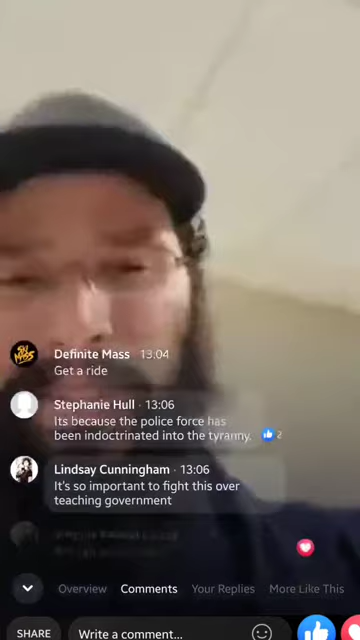 Definite Mass 13:04
Get a ride
Stephanie Hull · 13:06
Its because the police force has
been indoctrinated into the tyranny. 2
Lindsay Cunningham · 13:06
It's so important to fight this over
teaching government
Overview Comments Your Replies More Like This
SHARE Write a comment...